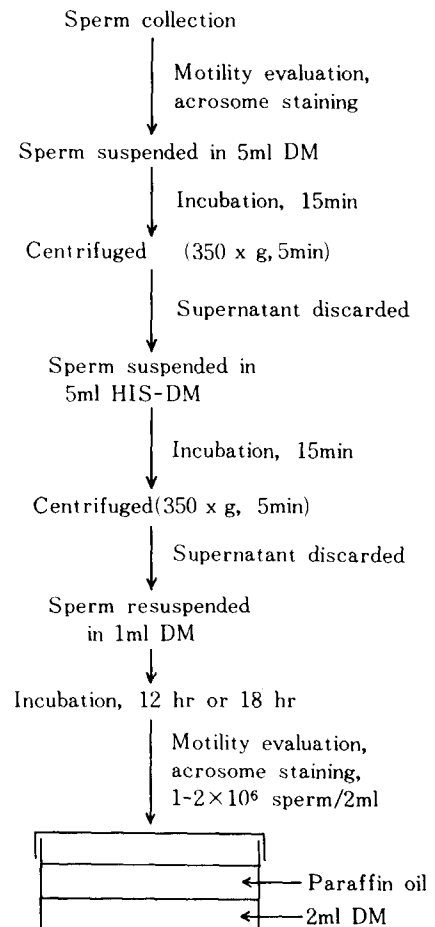 Sperm collection
Motility evaluation,
acrosome staining
Sperm suspended in 5ml DM
Incubation, 15min
Centrifuged (350 x g, 5min)
Supernatant discarded
Sperm suspended in
5ml HIS-DM
Incubation, 15min
Centrifuged(350 x g, 5min)
Supernatant discarded
Sperm resuspended
in 1ml DM
Incubation, 12 hr or 18 hr
Motility evaluation,
acrosome staining,
1-2×10⁶ sperm/2ml
Paraffin oil
2ml DM